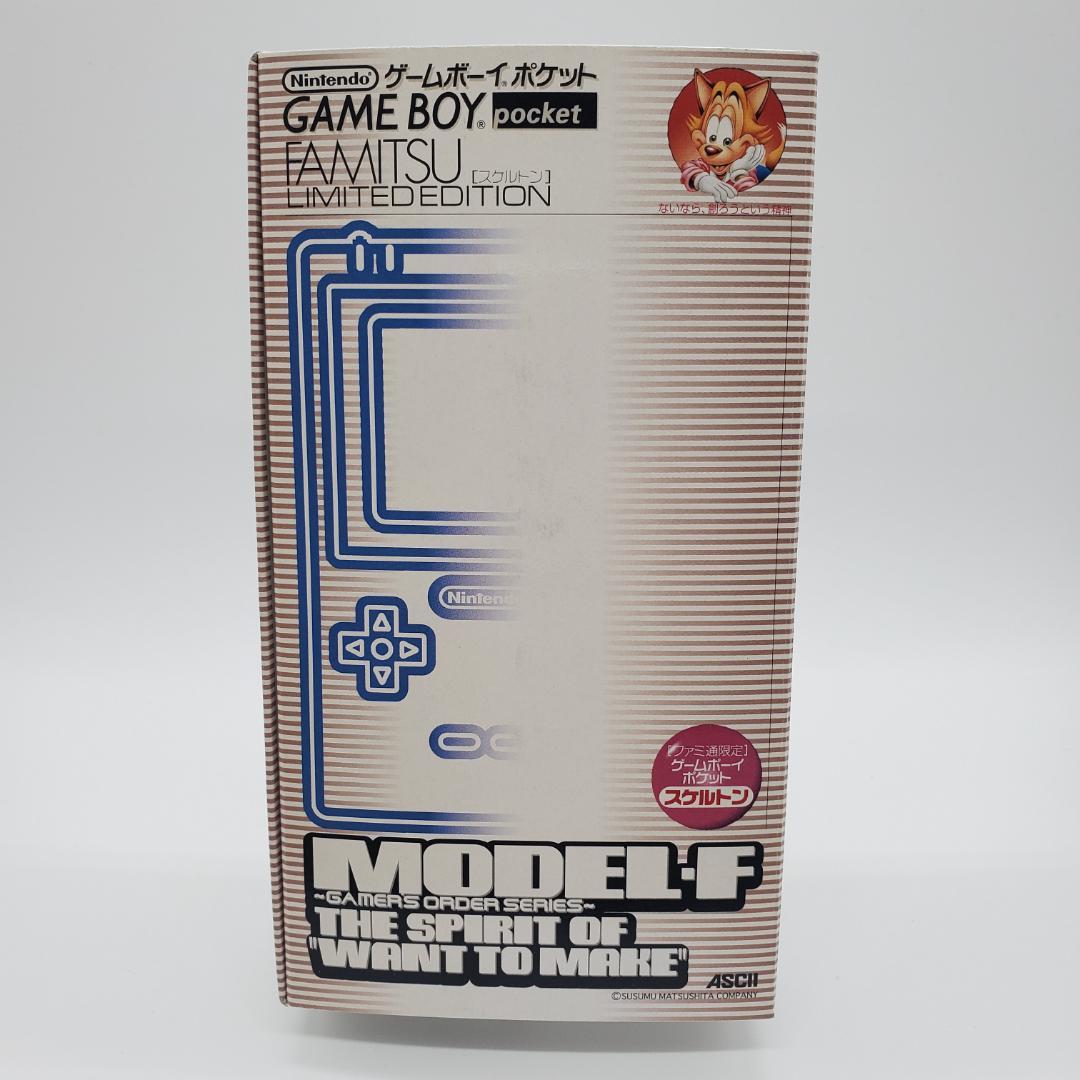 Nintendo® ゲームボーイ® ポケット
GAME BOY® pocket
FAMITSU [スケルトン]
LIMITED EDITION
ないなら、創ろうという精神
Nintendo
[ファミ通限定]
ゲームボーイ
ポケット
スケルトン
MODEL-F
~GAMER'S ORDER SERIES~
THE SPIRIT OF
"WANT TO MAKE"
ASCII
©SUSUMU MATSUSHITA COMPANY